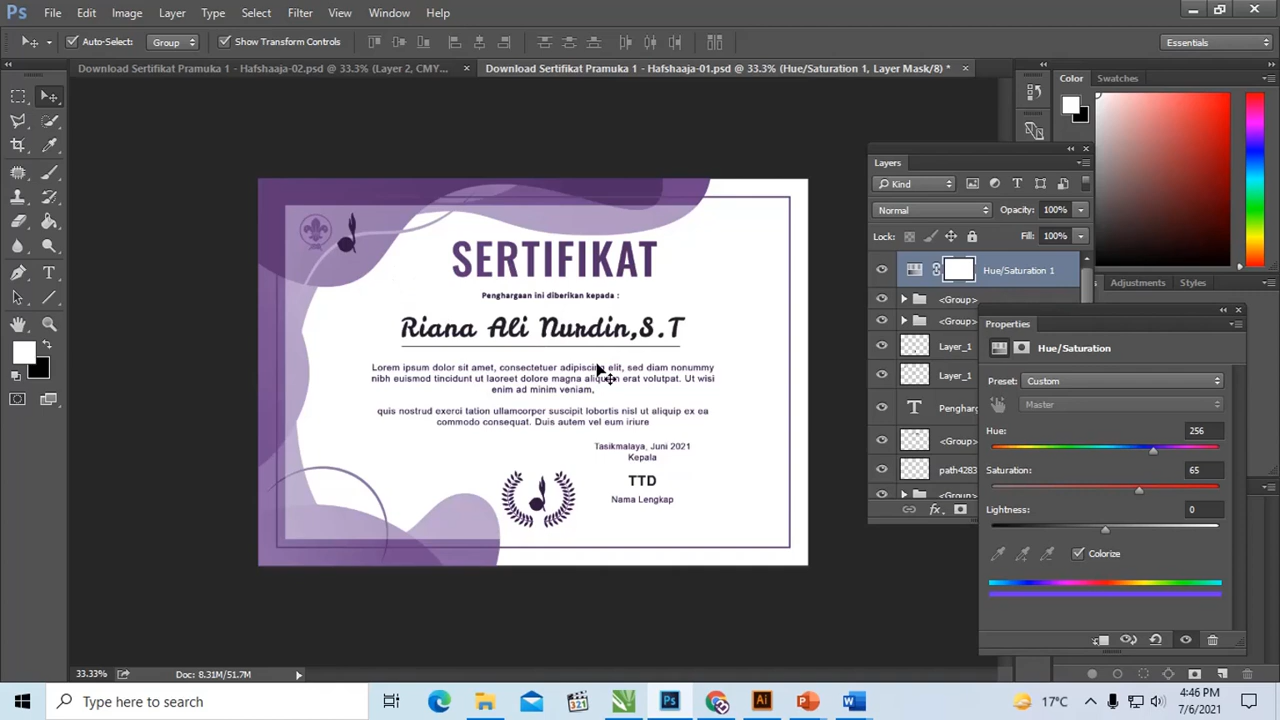 Ps File Edit Image Layer Type Select Filter View Window Help
Auto-Select: Group Show Transform Controls Essentials
Download Sertifikat Pramuka 1 - Hafshaaja-02.psd @ 33.3% (Layer 2, CMY... × Download Sertifikat Pramuka 1 - Hafshaaja-01.psd @ 33.3% (Hue/Saturation 1, Layer Mask/8) * ×
Color Swatches
Layers
Kind
Normal Opacity: 100%
Lock: Fill: 100%
Hue/Saturation 1
<Group>
<Group>
Layer_1
Layer_1
T Penghar
<Group>
path4283
<Group>
fx
Adjustments Styles
Properties
Hue/Saturation
Preset: Custom
Master
Hue: 256
Saturation: 65
Lightness: 0
Colorize
SERTIFIKAT
Penghargaan ini diberikan kepada :
Riana Ali Nurdin,S.T
Lorem ipsum dolor sit amet, consectetuer adipiscing elit, sed diam nonummy
nibh euismod tincidunt ut laoreet dolore magna aliquam erat volutpat. Ut wisi
enim ad minim veniam,
quis nostrud exerci tation ullamcorper suscipit lobortis nisl ut aliquip ex ea
commodo consequat. Duis autem vel eum iriure
Tasikmalaya, Juni 2021
Kepala
TTD
Nama Lengkap
33.33% Doc: 8.31M/51.7M
Type here to search
321
Ps
Ai
P
W
17°C
4:46 PM
7/6/2021